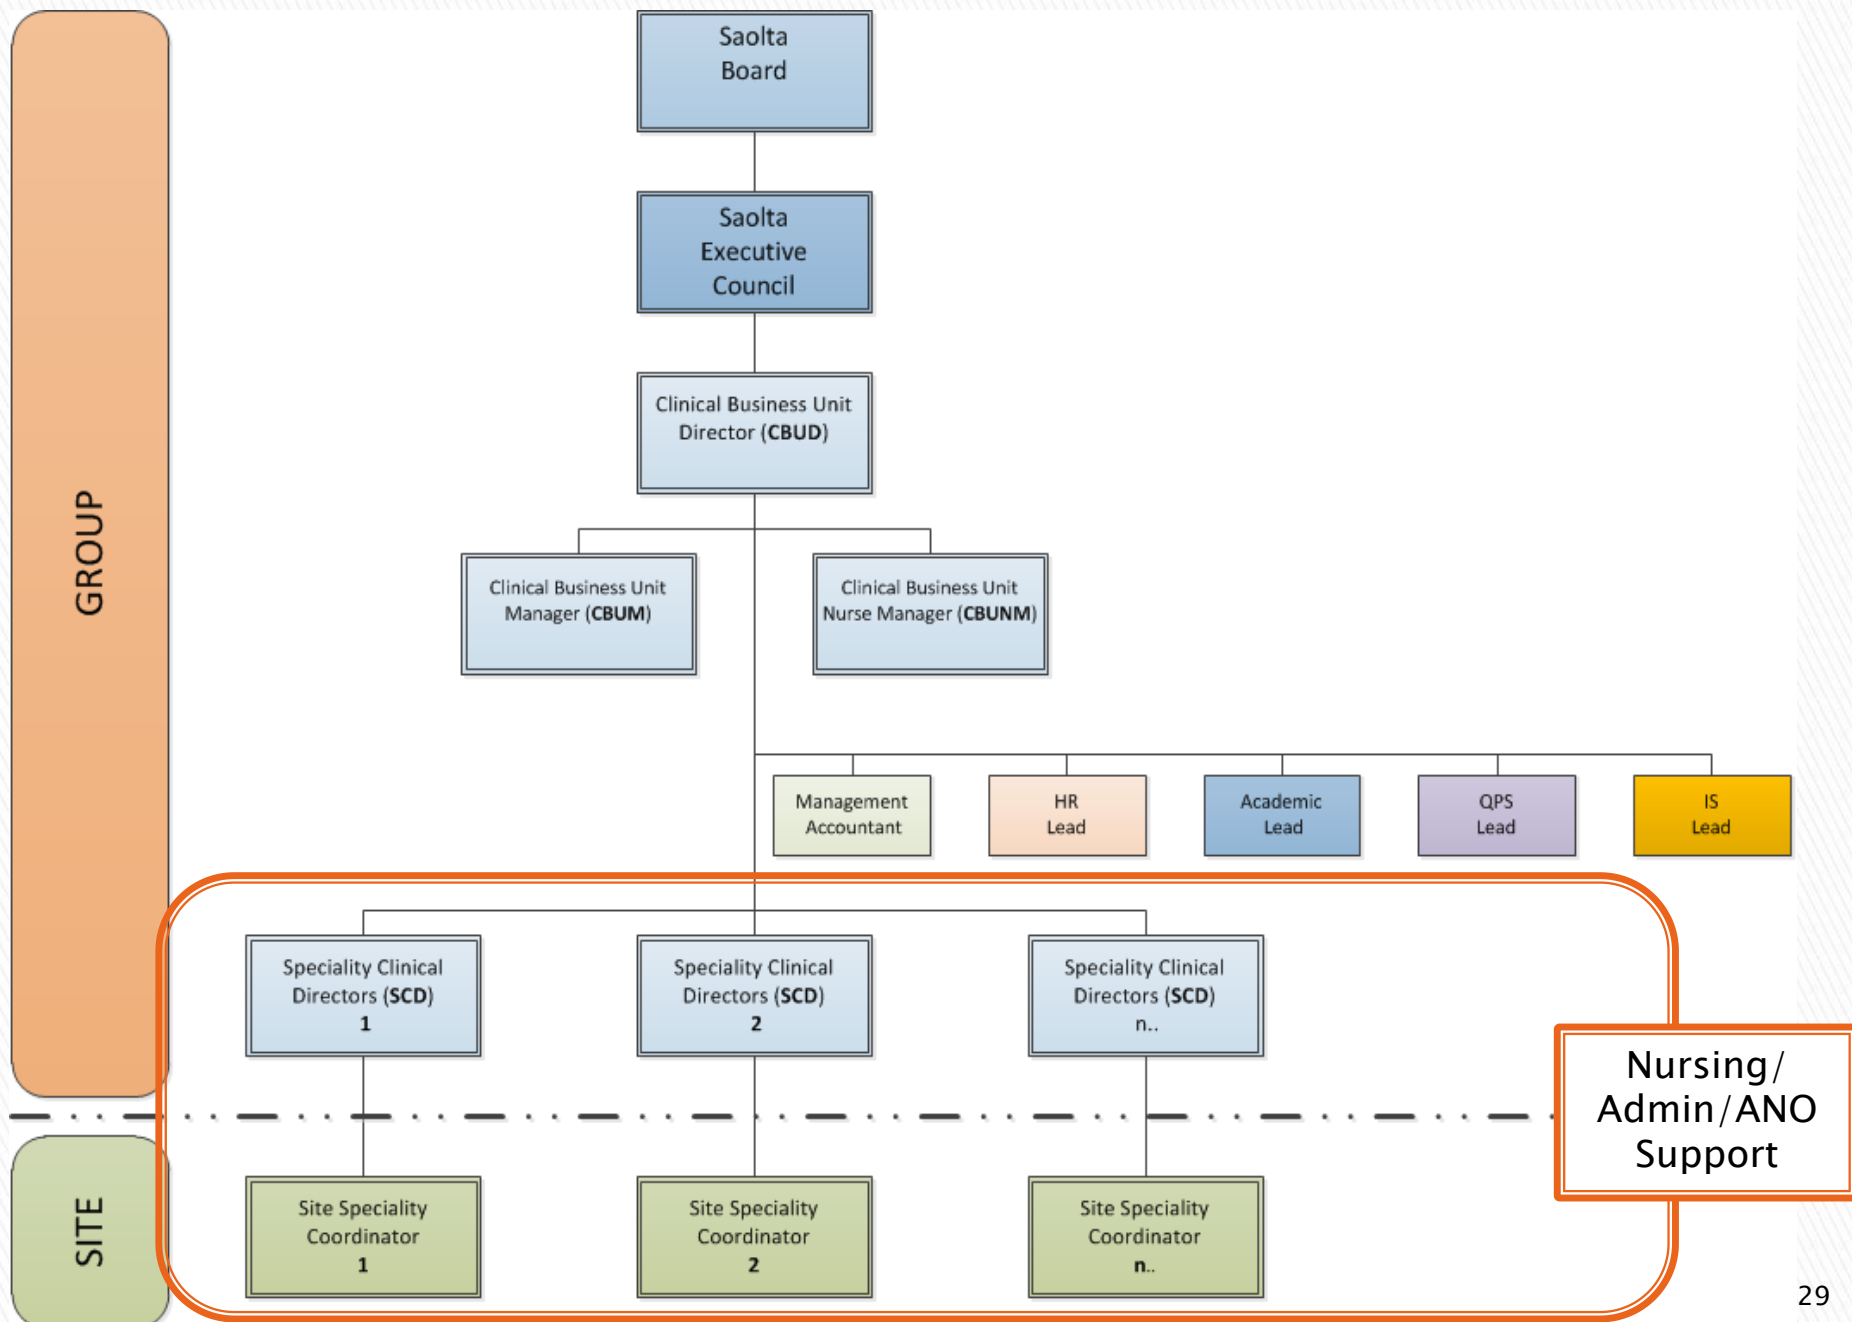 Saolta
Board
Saolta
Executive
Council
Clinical Business Unit
Director (CBUD)
GROUP
Clinical Business Unit
Manager (CBUM)
Clinical Business Unit
Nurse Manager (CBUNM)
Management
Accountant
HR
Lead
Academic
Lead
QPS
Lead
IS
Lead
Speciality Clinical
Directors (SCD)
1
Speciality Clinical
Directors (SCD)
2
Speciality Clinical
Directors (SCD)
n..
Nursing/
Admin/ANO
Support
SITE
Site Speciality
Coordinator
1
Site Speciality
Coordinator
2
Site Speciality
Coordinator
n..
29